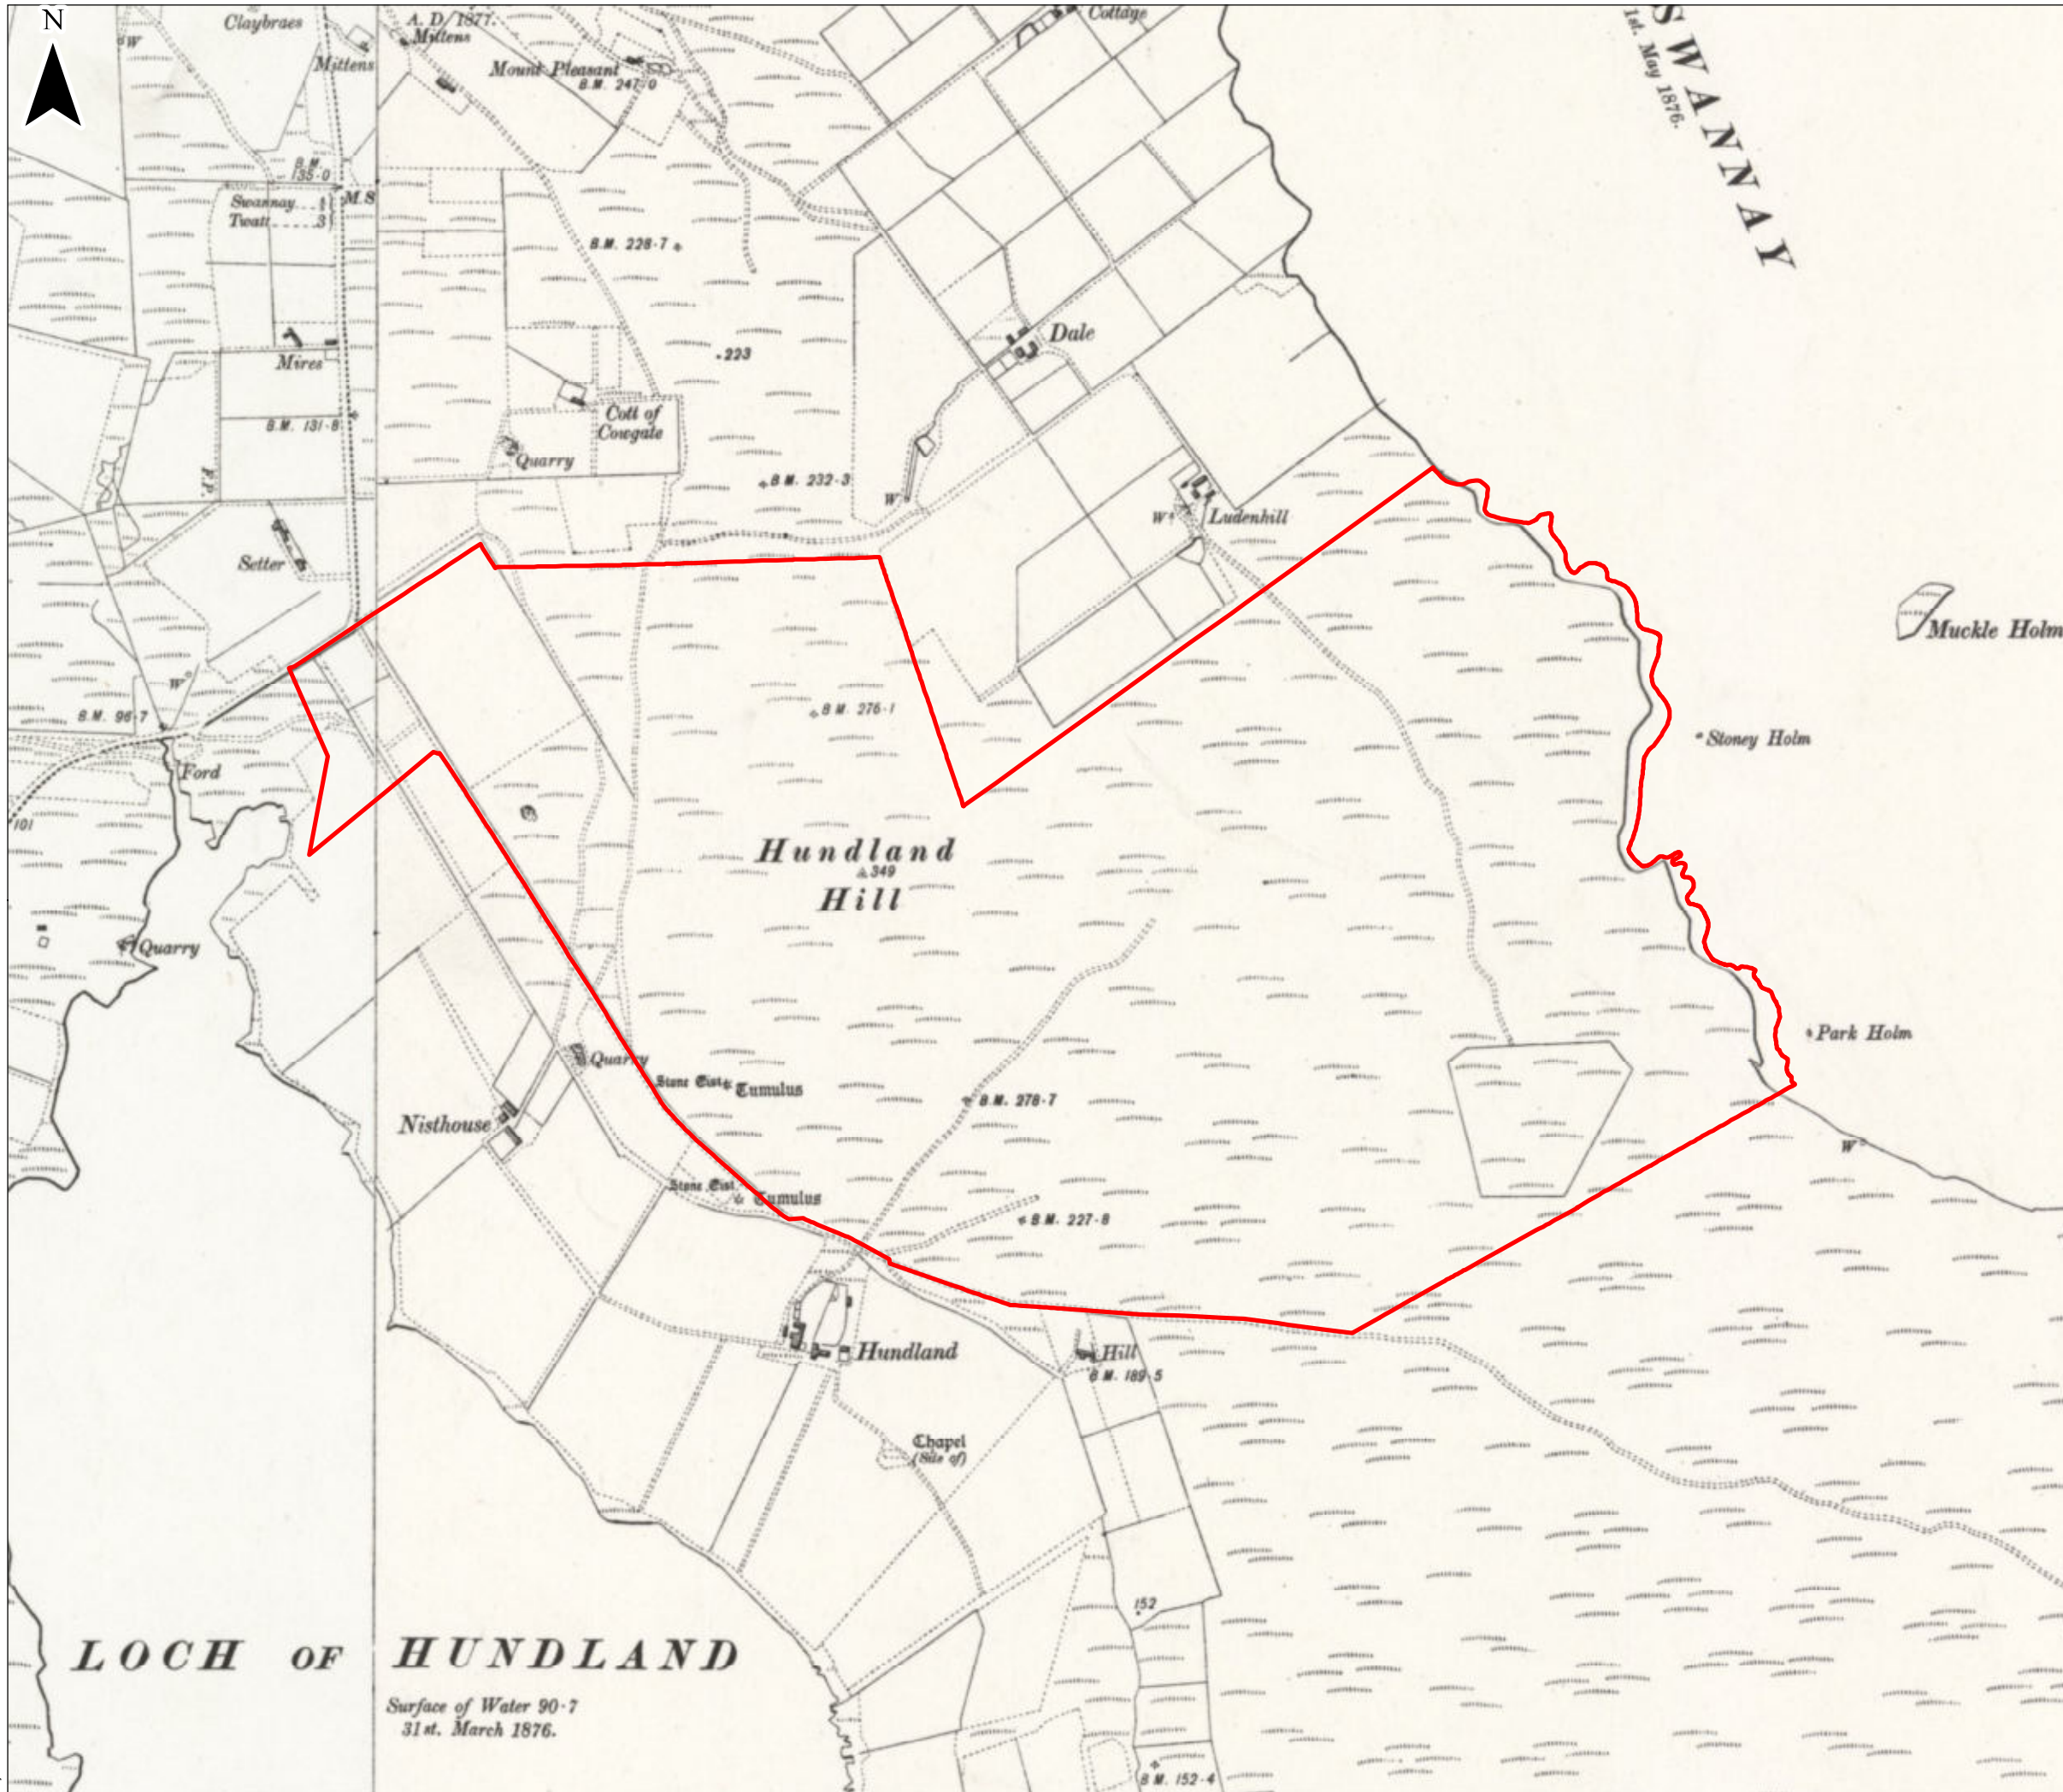 N
Claybraes
A. D. 1877.
Mittens
Cottage
SWANNAY
1st. May 1876.
W
Mittens
Mount Pleasant
B.M. 247·0
B.M.
135·0
Swannay 1
Twatt 3
M.S
B.M. 228·7
Mires
·223
Dale
B.M. 131·8
Cott of
Cowgate
Quarry
F.P.
B.M. 232·3
W
W
Ludenhill
Setter
Muckle Holm
W
B.M. 96·7
B.M. 276·1
Stoney Holm
Ford
101
Hundland
349
Hill
Quarry
Park Holm
Quarry
Stone Cist
Tumulus
B.M. 278·7
Nisthouse
W
Stone Cist
Tumulus
B.M. 227·8
Hundland
Hill
B.M. 189·5
Chapel
(Site of)
152
LOCH OF HUNDLAND
Surface of Water 90·7
31st. March 1876.
B.M. 152·4